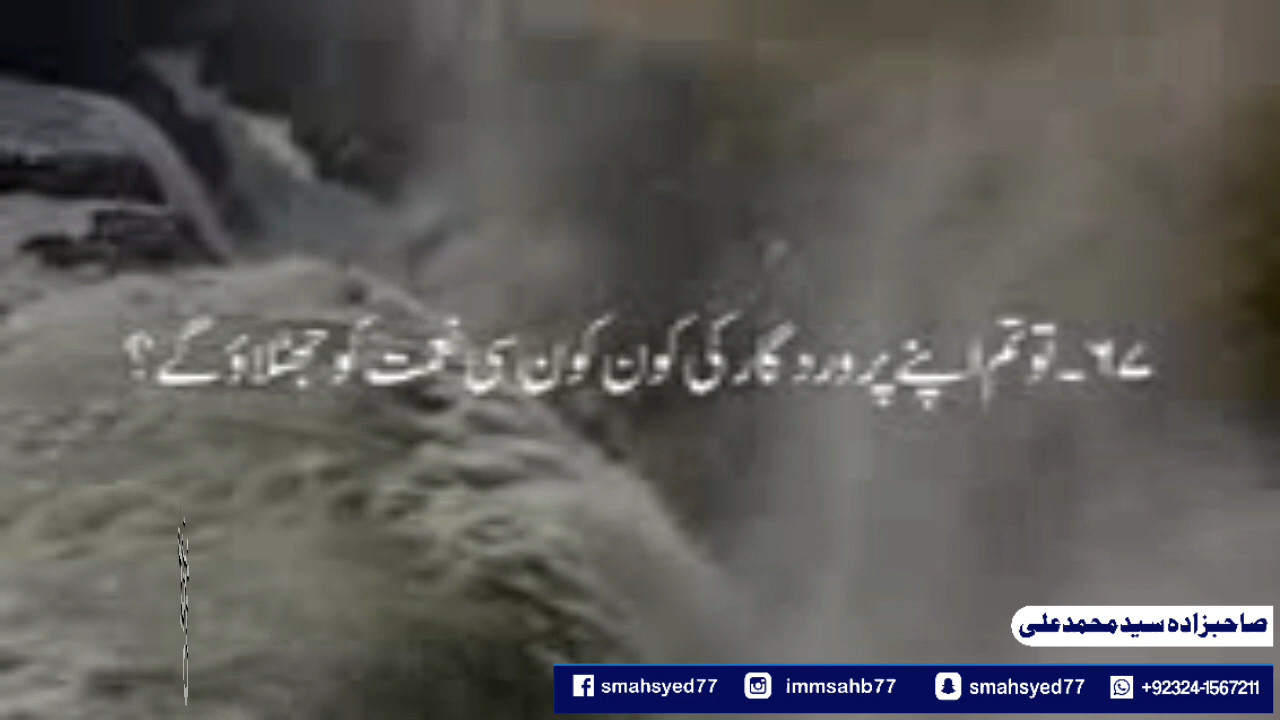 ۶۷۔ تو تم اپنے پروردگار کی کون کون سی نعمت کو جھٹلاؤ گے؟
صاحبزادہ سید محمد علی
smahsyed77 immsahb77 smahsyed77 +92324-1567211